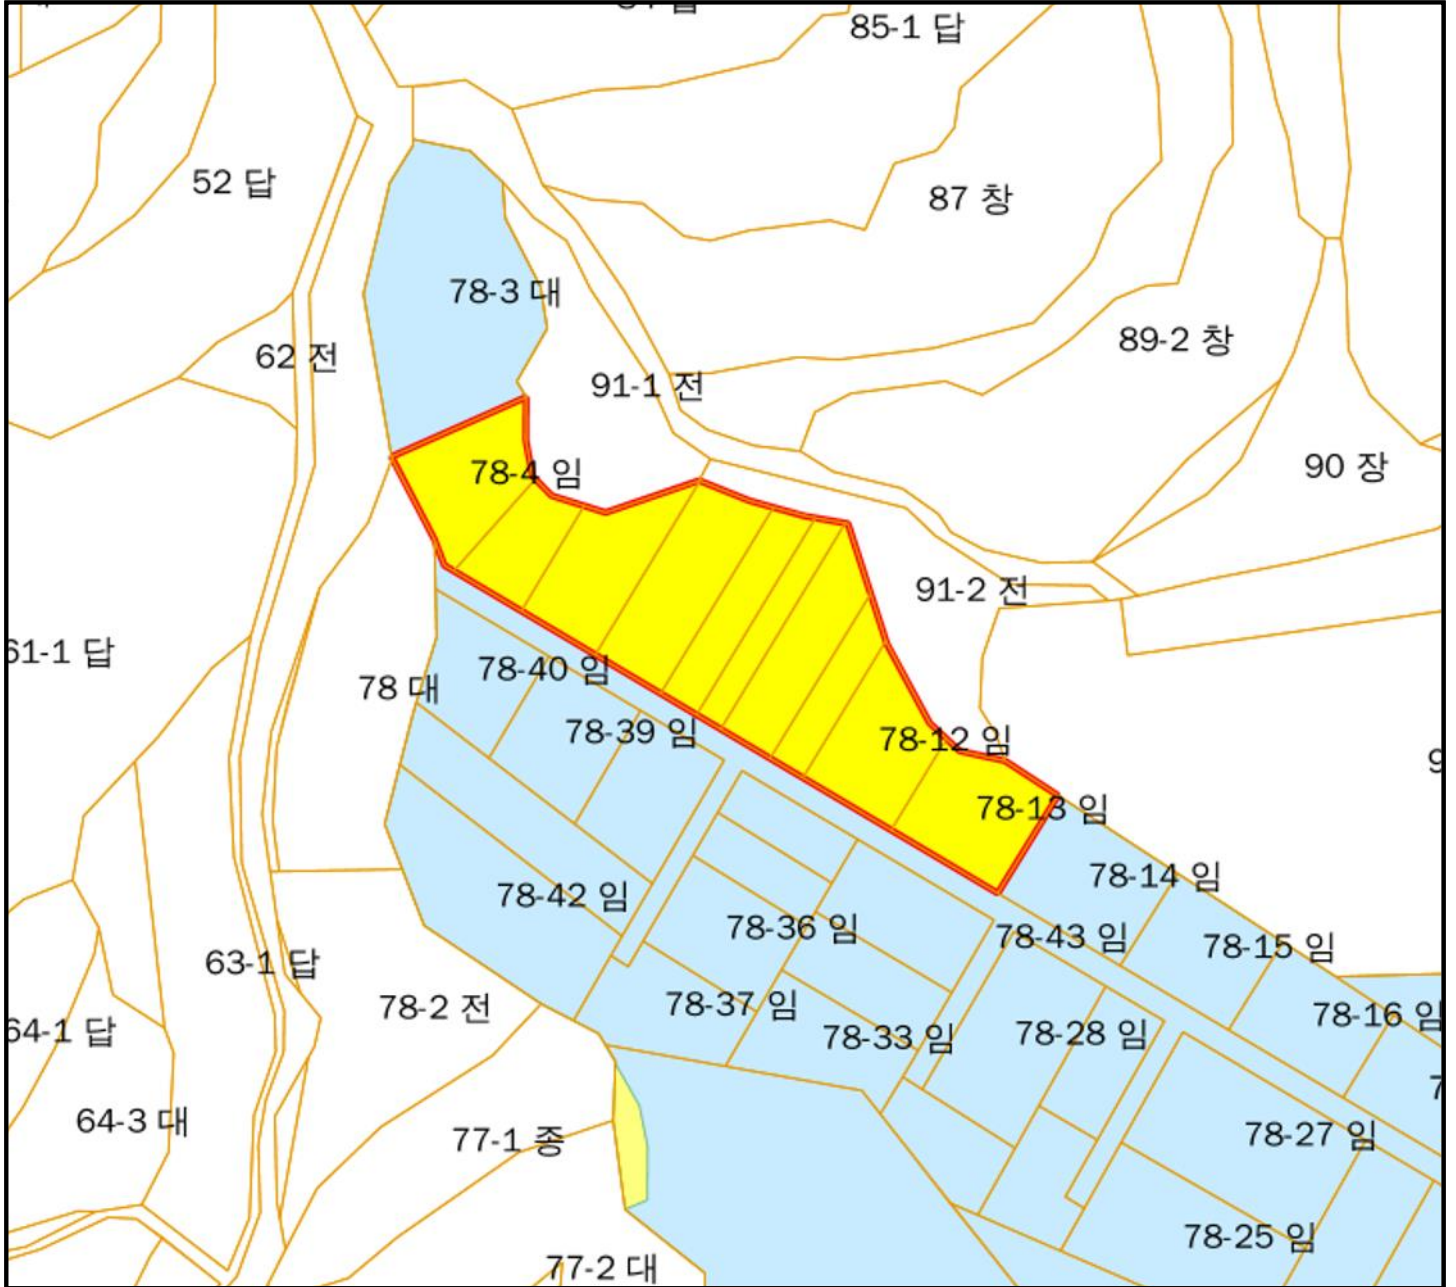 85-1 답
52 답
87 창
78-3 대
89-2 창
62 전
91-1 전
90 장
78-4 임
91-2 전
61-1 답
78-40 임
78 대
78-39 임
78-12 임
78-13 임
78-14 임
78-42 임
78-36 임
78-43 임
78-15 임
63-1 답
78-37 임
78-2 전
78-16 임
64-1 답
78-33 임
78-28 임
64-3 대
77-1 종
78-27 임
78-25 임
77-2 대